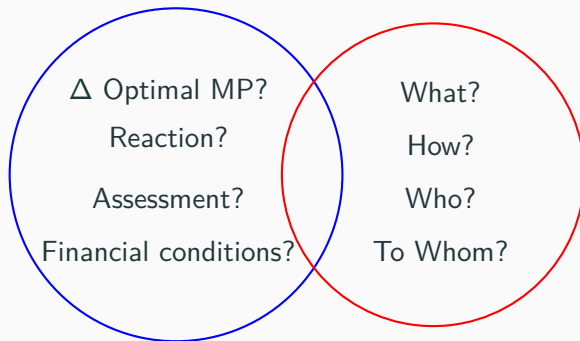 Δ Optimal MP?
Reaction?
Assessment?
Financial conditions?
What?
How?
Who?
To Whom?